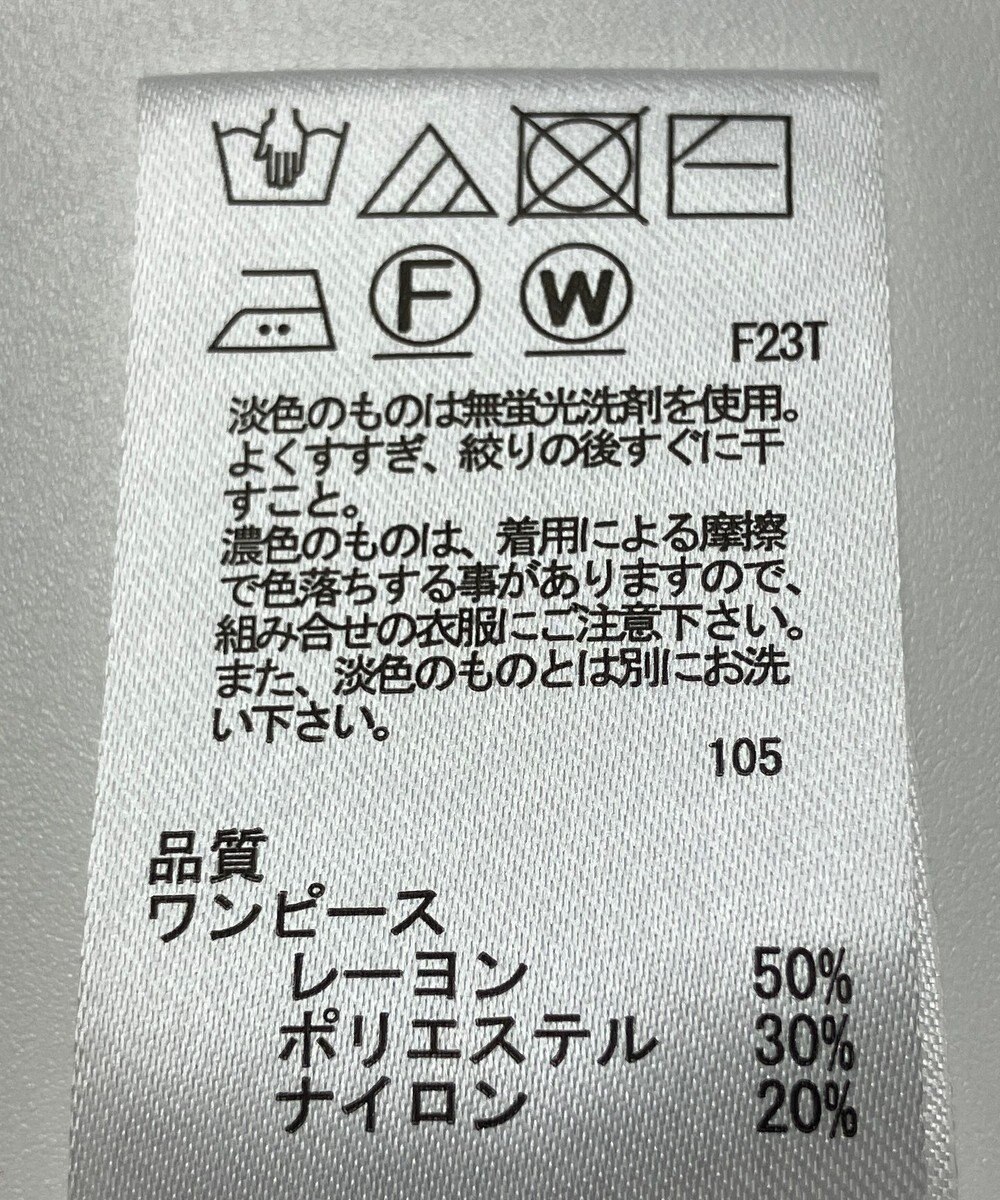 F W
F23T
淡色のものは無蛍光洗剤を使用。
よくすすぎ、絞りの後すぐに干
すこと。
濃色のものは、着用による摩擦
で色落ちする事がありますので、
組み合せの衣服にご注意下さい。
また、淡色のものとは別にお洗
い下さい。
105
品質
ワンピース
レーヨン 50%
ポリエステル 30%
ナイロン 20%